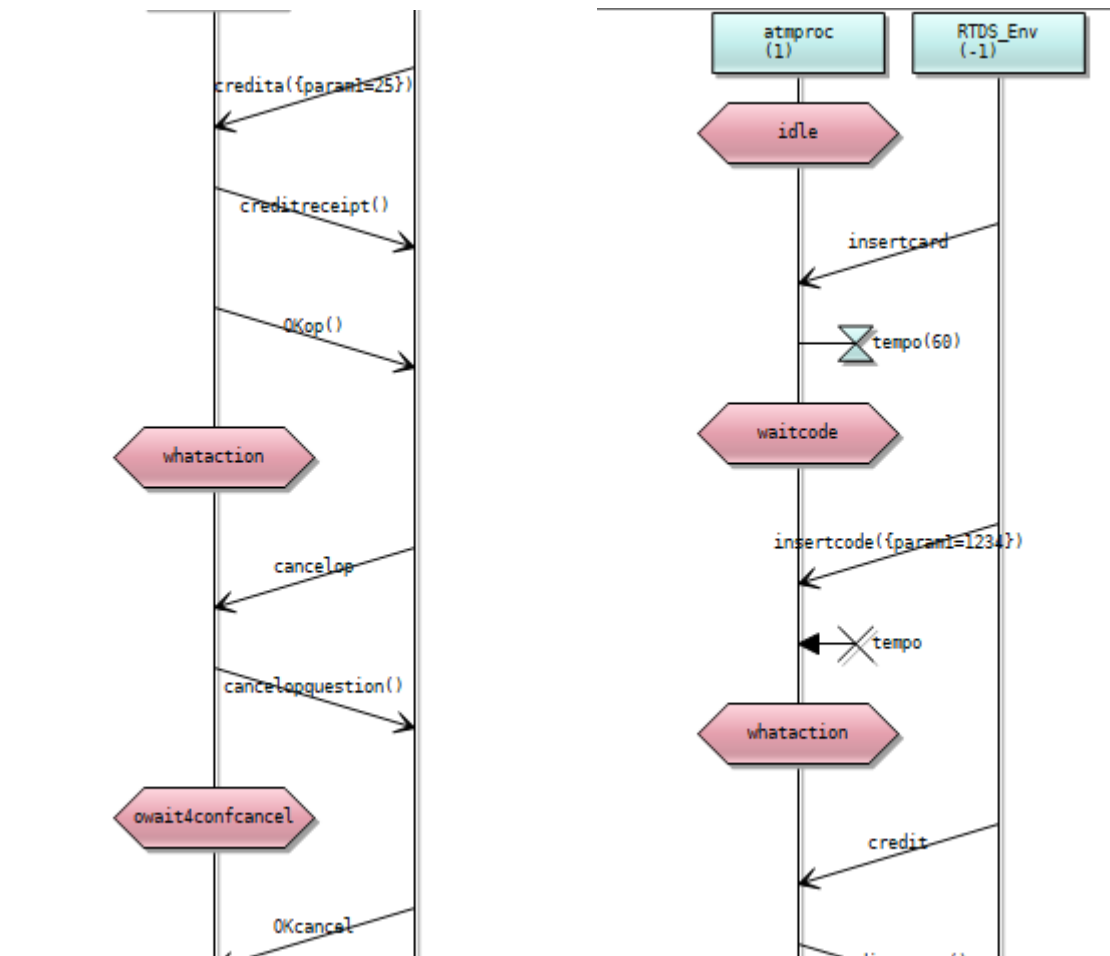 credita({param1=25})
creditreceipt()
OKop()
whataction
cancelop
cancelopquestion()
owait4confcancel
OKcancel
atmproc
(1)
RTDS_Env
(-1)
idle
insertcard
tempo(60)
waitcode
insertcode({param1=1234})
tempo
whataction
credit